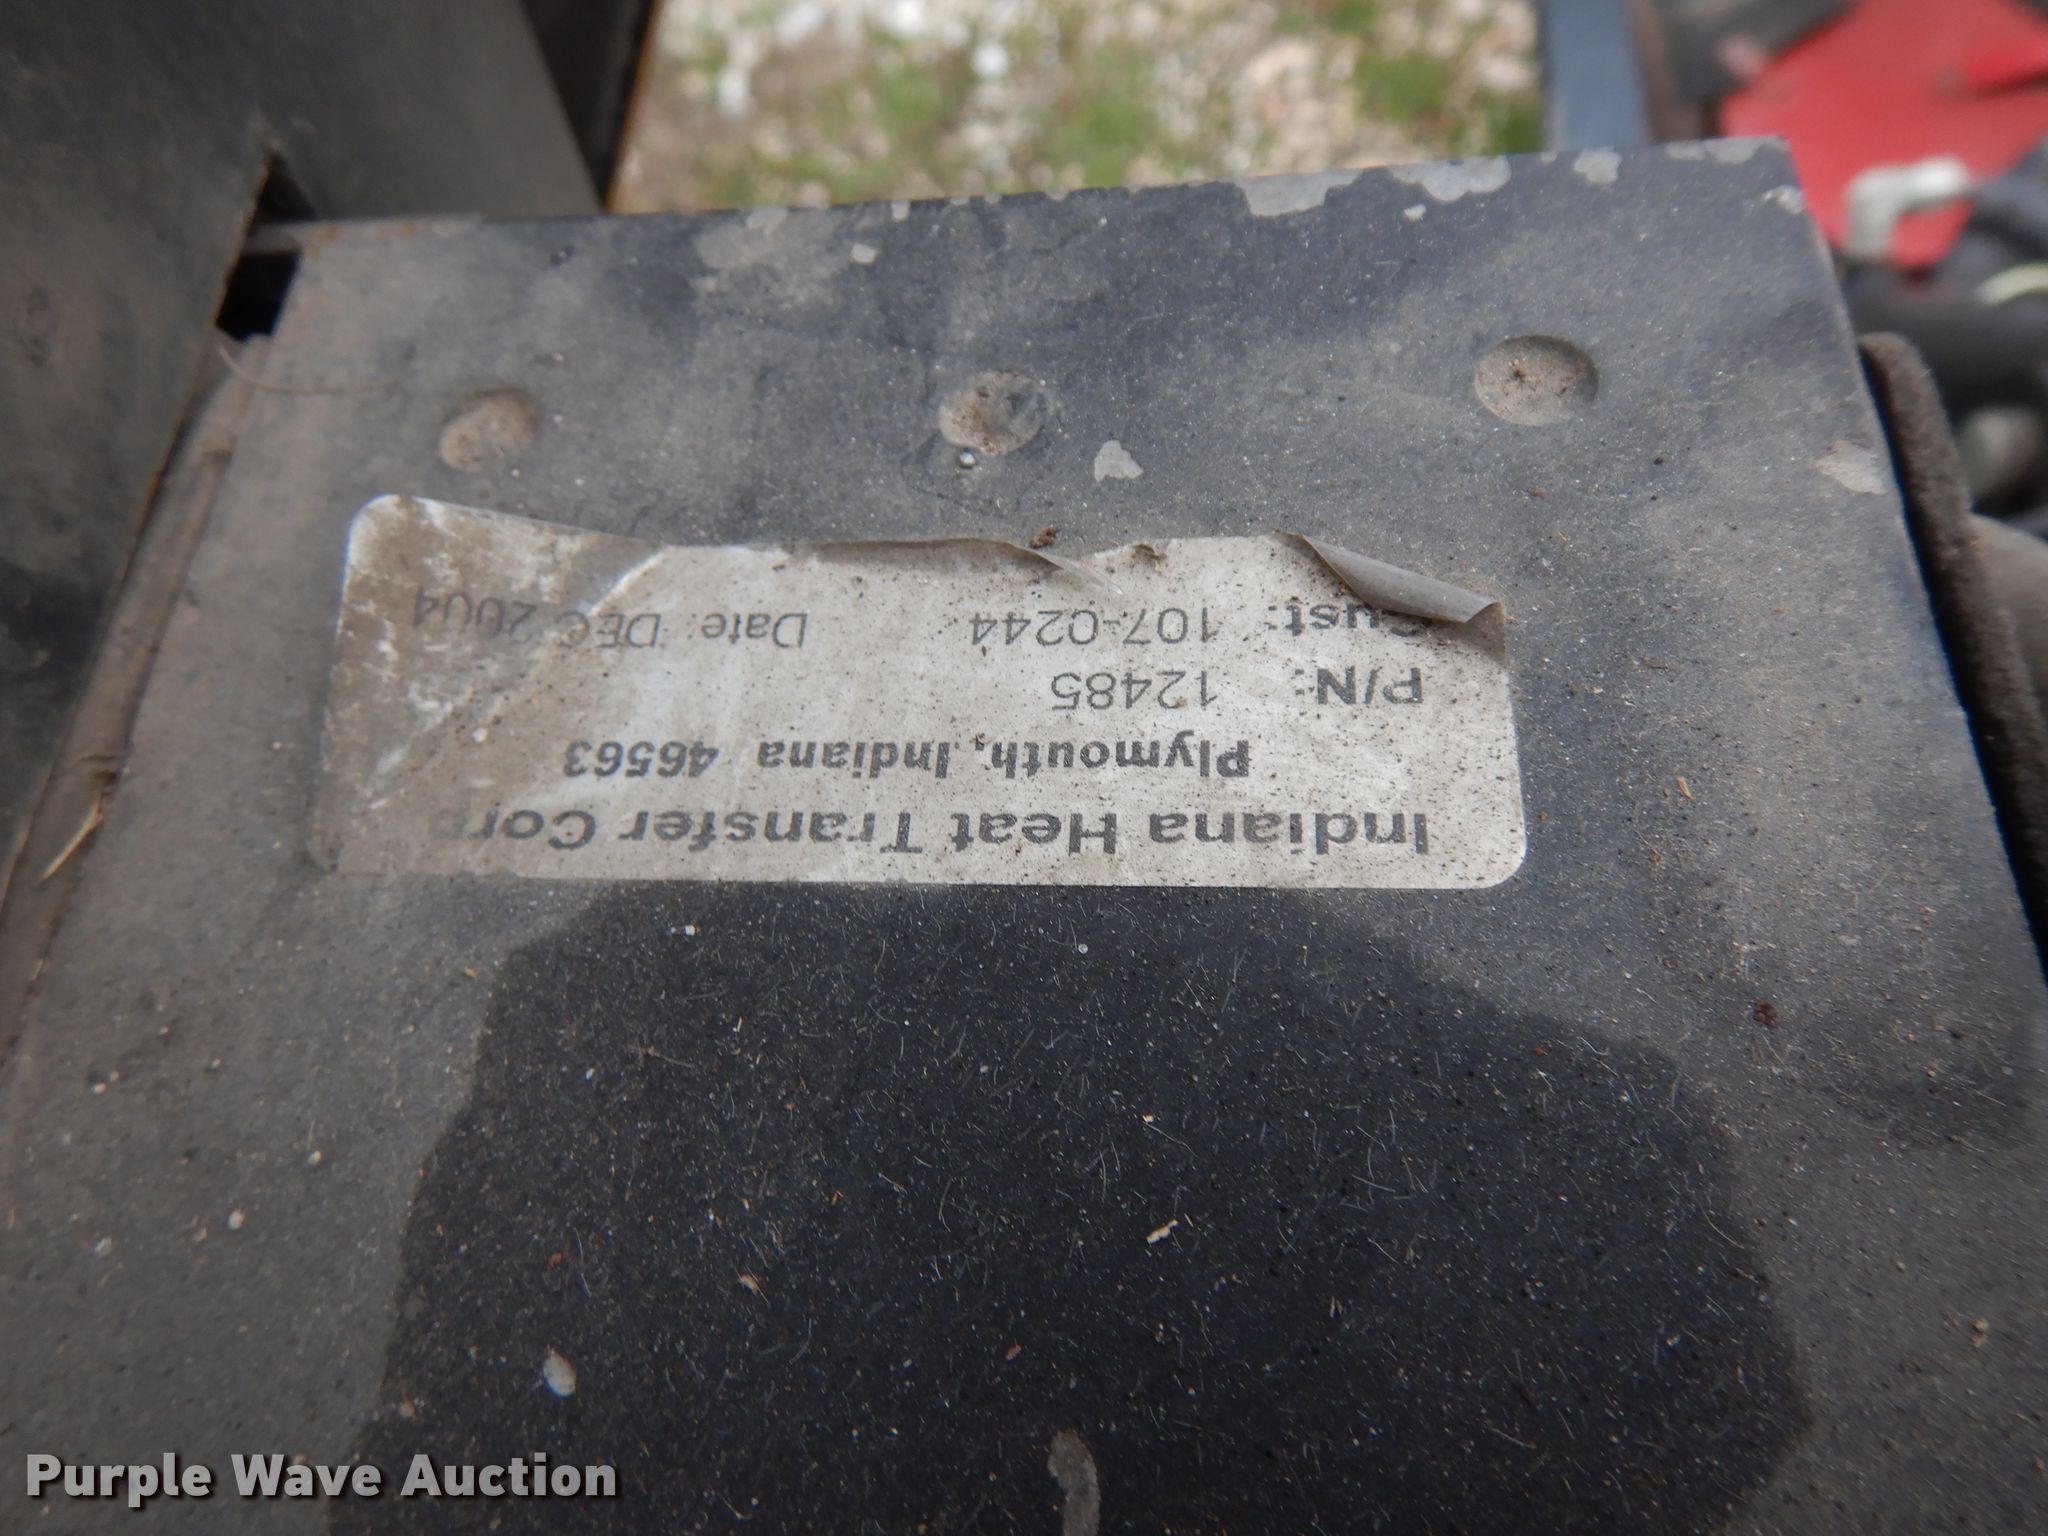 Indiana Heat Transfer Corp
Plymouth, Indiana 46563
P/N: 12485
Cust: 107-0244 Date: DEC 2004
Purple Wave Auction